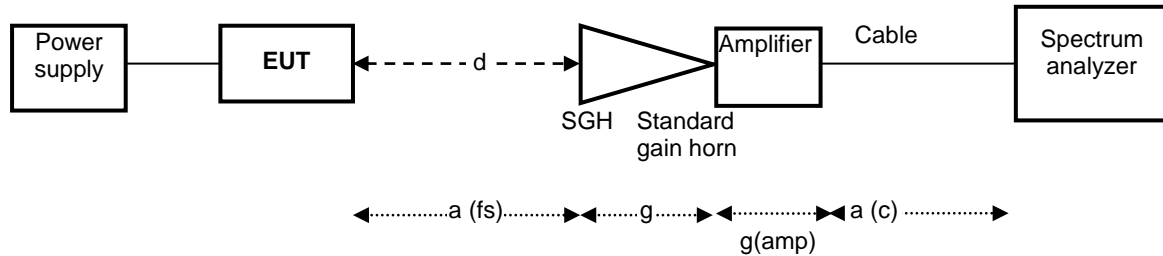 Power
supply
EUT
d
SGH
Standard
gain horn
Amplifier
Cable
Spectrum
analyzer
a (fs)
g
g(amp)
a (c)